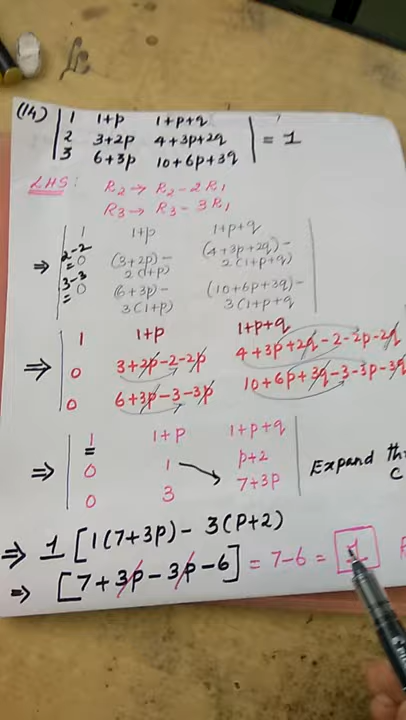 (14) | 1 1+p 1+p+q |
| 2 3+2p 4+3p+2q | = 1
| 3 6+3p 10+6p+3q |
LHS: R2 → R2 - 2R1
R3 → R3 - 3R1
| 1 1+p 1+p+q |
⇒ | 2-2 = 0 (3+2p)- 2(1+p) (4+3p+2q)- 2(1+p+q) |
| 3-3 = 0 (6+3p)- 3(1+p) (10+6p+3q)- 3(1+p+q |
| 1 1+p 1+p+q
⇒ | 0 3+2p-2-2p 4+3p+2q-2-2p-2q
| 0 6+3p-3-3p 10+6p+3q-3-3p-3q
| 1 1+p 1+p+q |
⇒ | 0 1 p+2 | Expand
| 0 3 7+3p |
⇒ 1 [1(7+3p) - 3(p+2)
⇒ [7+3p-3p-6] = 7-6 = 1